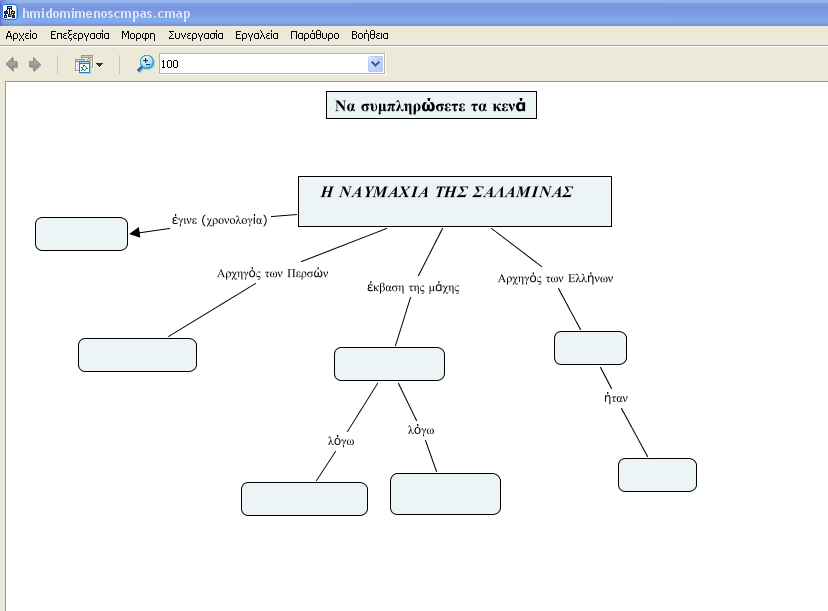 hmidomimenoscmpas.cmap
Αρχείο Επεξεργασία Μορφη Συνεργασία Εργαλεία Παράθυρο Βοήθεια
100
Να συμπληρώσετε τα κενά
Η ΝΑΥΜΑΧΙΑ ΤΗΣ ΣΑΛΑΜΙΝΑΣ
έγινε (χρονολογία)
Αρχηγός των Περσών
έκβαση της μάχης
Αρχηγός των Ελλήνων
ήταν
λόγω
λόγω